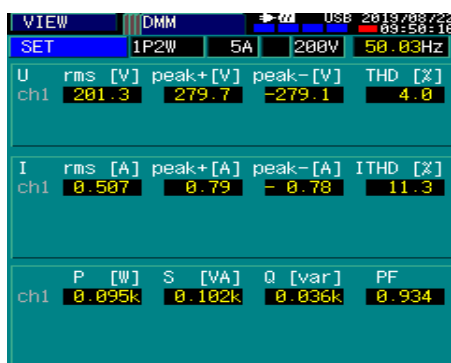 VIEW DMM USB 2019/08/22
09:50:16
SET 1P2W 5A 200V 50.03Hz
U rms [V] peak+[V] peak-[V] THD [%]
ch1 201.3 279.7 -279.1 4.0
I rms [A] peak+[A] peak-[A] ITHD [%]
ch1 0.507 0.79 - 0.78 11.3
P [W] S [VA] Q [var] PF
ch1 0.095k 0.102k 0.036k 0.934